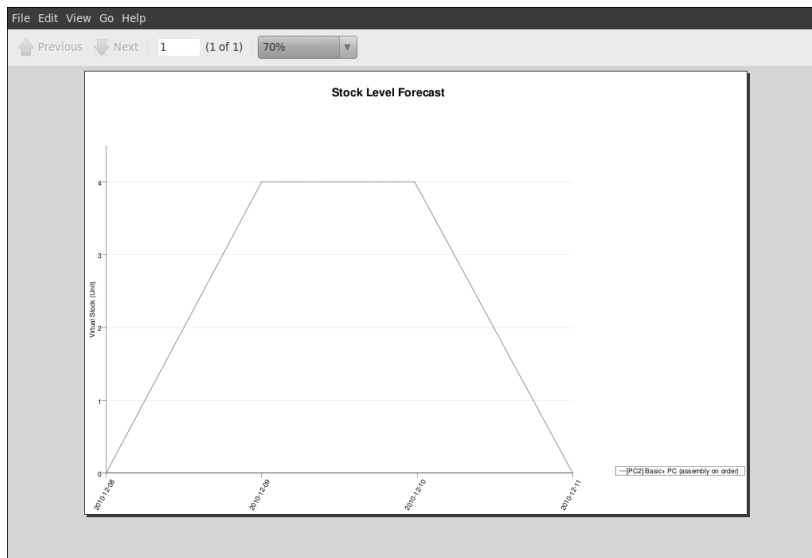 File Edit View Go Help
Previous Next 1 (1 of 1) 70%
Stock Level Forecast
4
3
2
1
0
Virtual Stock (Unit)
2010-12-08
2010-12-09
2010-12-10
2010-12-11
[PC2] Basic+ PC (assembly on order)